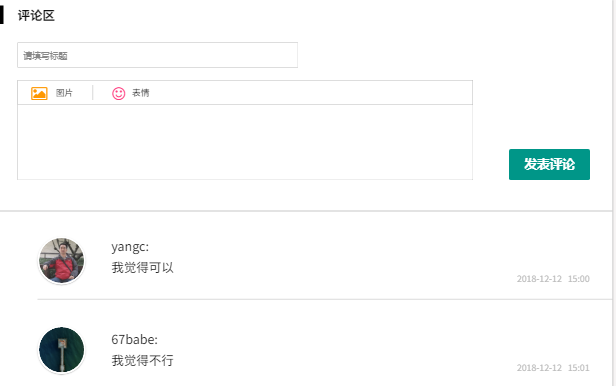 评论区
请填写标题
图片 表情
发表评论
yangc:
我觉得可以
2018-12-12 15:00
67babe:
我觉得不行
2018-12-12 15:01